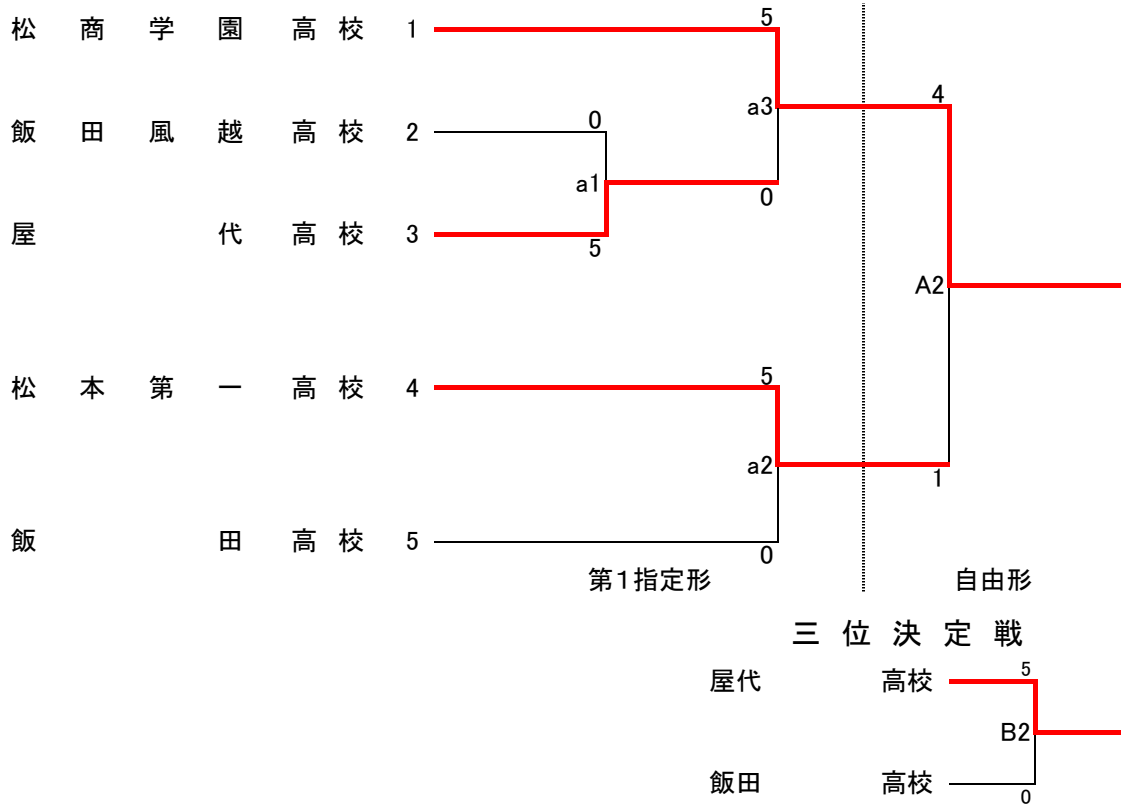 松商学園高校 1 5
a3 4
飯田風越高校 2 0
a1 0
屋代高校 3 5
A2
松本第一高校 4 5
a2 1
飯田高校 5 0
第1指定形 自由形
三位決定戦
屋代 高校 5
B2
飯田 高校 0